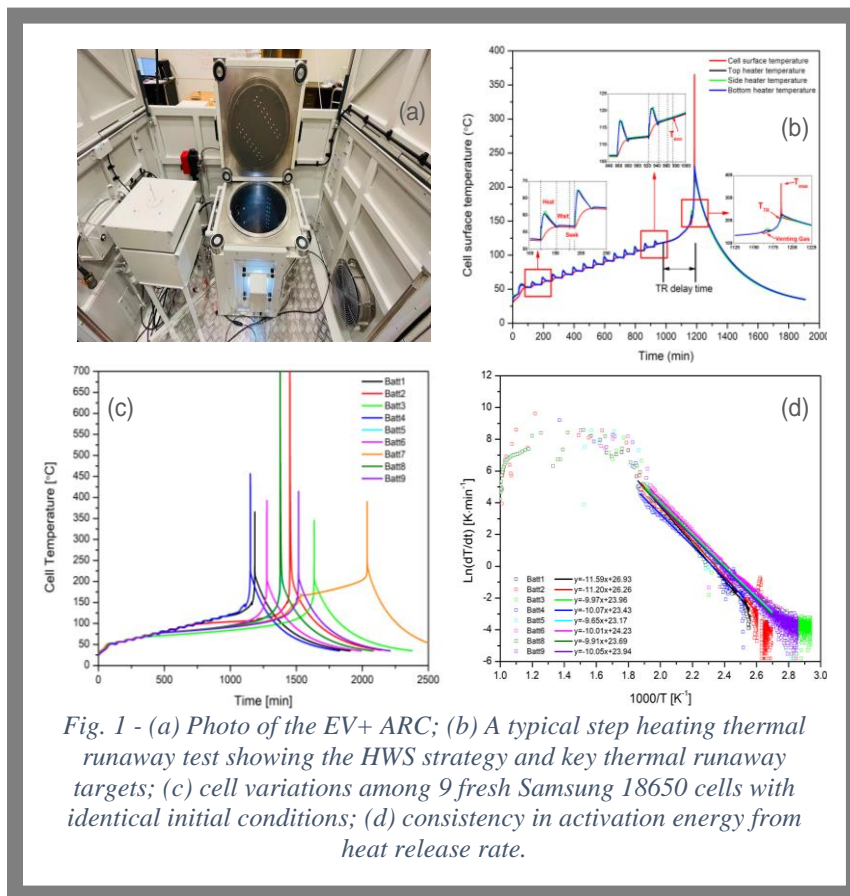 (a)
(b)
400
350
300
250
200
150
100
50
0
Cell surface temperature (°C)
Cell surface temperature
Top heater temperature
Side heater temperature
Bottom heater temperature
Heat
Wait
Seek
Venting Gas
TR delay time
0 200 400 600 800 1000 1200 1400 1600 1800 2000
Time (min)
(c)
700
650
600
550
500
450
400
350
300
250
200
150
100
50
0
Cell Temperature [°C]
Batt1
Batt2
Batt3
Batt4
Batt5
Batt6
Batt7
Batt8
Batt9
0 500 1000 1500 2000 2500
Time [min]
(d)
12
10
8
6
4
2
0
-2
-4
-6
Ln(dT/dt) [K·min⁻¹]
Batt1 y=-11.59x+26.93
Batt2 y=-11.20x+26.26
Batt3 y=-9.97x+23.96
Batt4 y=-10.07x+23.43
Batt5 y=-9.65x+23.17
Batt6 y=-10.01x+24.23
Batt8 y=-9.91x+23.69
Batt9 y=-10.05x+23.94
1.0 1.2 1.4 1.6 1.8 2.0 2.2 2.4 2.6 2.8 3.0
1000/T [K⁻¹]
Fig. 1 - (a) Photo of the EV+ ARC; (b) A typical step heating thermal
runaway test showing the HWS strategy and key thermal runaway
targets; (c) cell variations among 9 fresh Samsung 18650 cells with
identical initial conditions; (d) consistency in activation energy from
heat release rate.